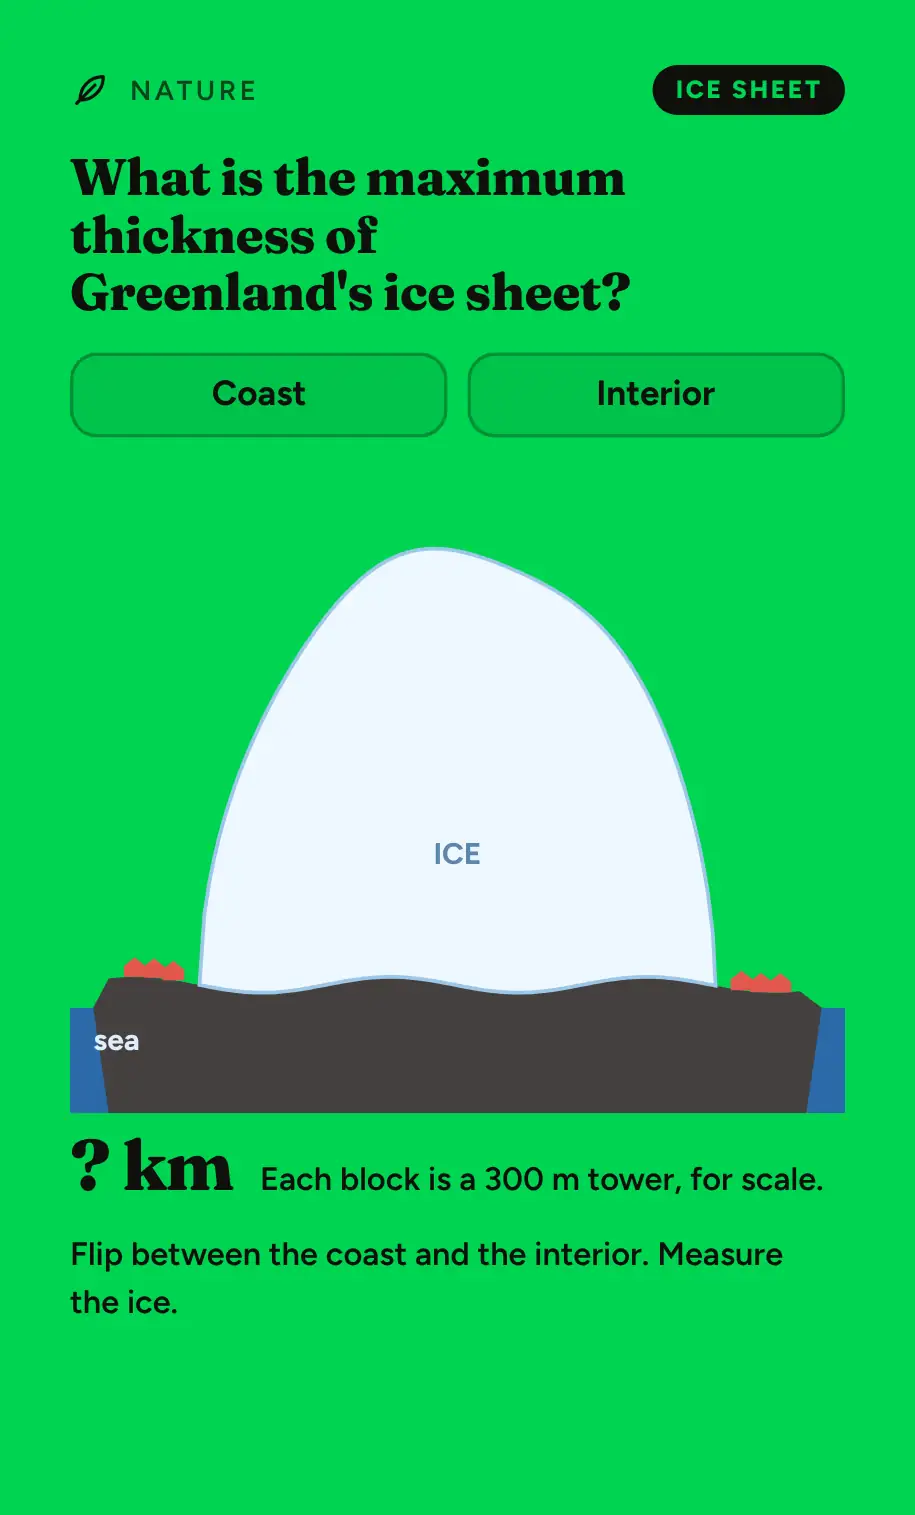 NATURE
ICE SHEET
What is the maximum
thickness of
Greenland's ice sheet?
Coast
Interior
ICE
sea
? km
Each block is a 300 m tower, for scale.
Flip between the coast and the interior. Measure
the ice.